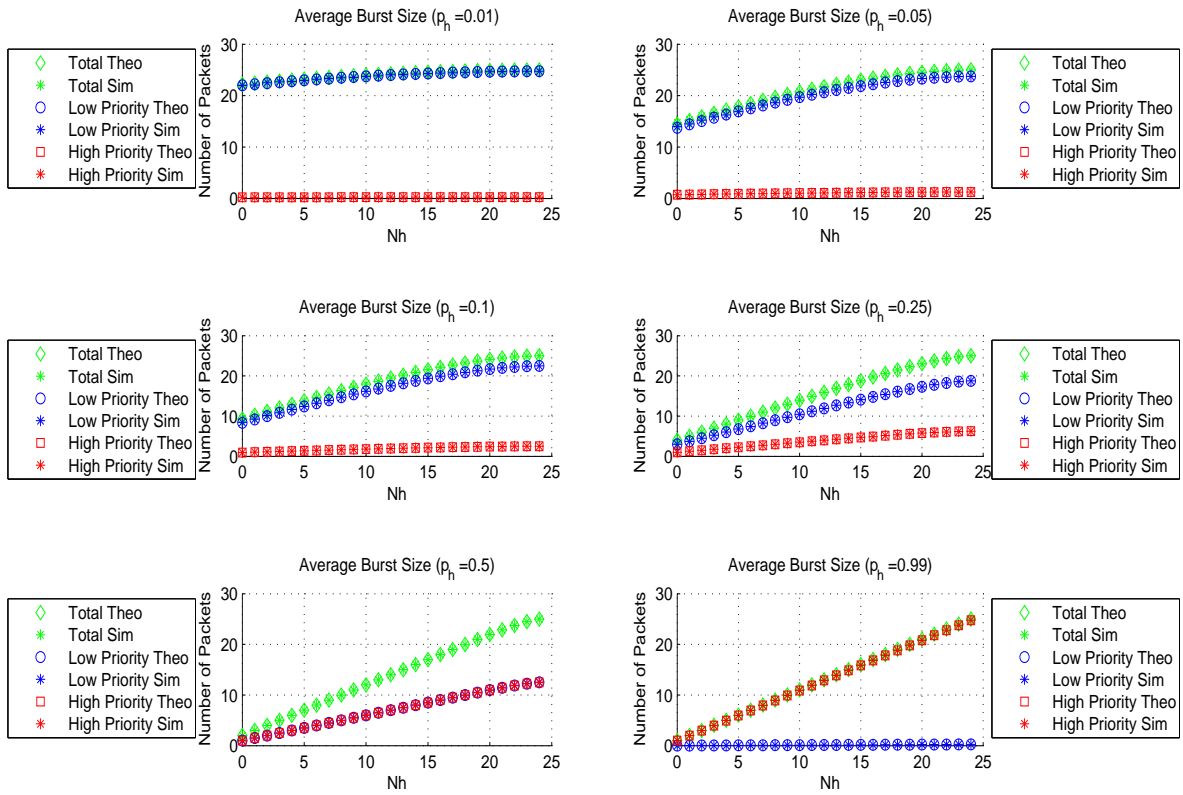 Average Burst Size (p_h =0.01)
Total Theo
Total Sim
Low Priority Theo
Low Priority Sim
High Priority Theo
High Priority Sim
Number of Packets
30
20
10
0
0 5 10 15 20 25
Nh
Average Burst Size (p_h =0.05)
Number of Packets
30
20
10
0
0 5 10 15 20 25
Nh
Total Theo
Total Sim
Low Priority Theo
Low Priority Sim
High Priority Theo
High Priority Sim
Average Burst Size (p_h =0.1)
Total Theo
Total Sim
Low Priority Theo
Low Priority Sim
High Priority Theo
High Priority Sim
Number of Packets
30
20
10
0
0 5 10 15 20 25
Nh
Average Burst Size (p_h =0.25)
Number of Packets
30
20
10
0
0 5 10 15 20 25
Nh
Total Theo
Total Sim
Low Priority Theo
Low Priority Sim
High Priority Theo
High Priority Sim
Average Burst Size (p_h =0.5)
Total Theo
Total Sim
Low Priority Theo
Low Priority Sim
High Priority Theo
High Priority Sim
Number of Packets
30
20
10
0
0 5 10 15 20 25
Nh
Average Burst Size (p_h =0.99)
Number of Packets
30
20
10
0
0 5 10 15 20 25
Nh
Total Theo
Total Sim
Low Priority Theo
Low Priority Sim
High Priority Theo
High Priority Sim